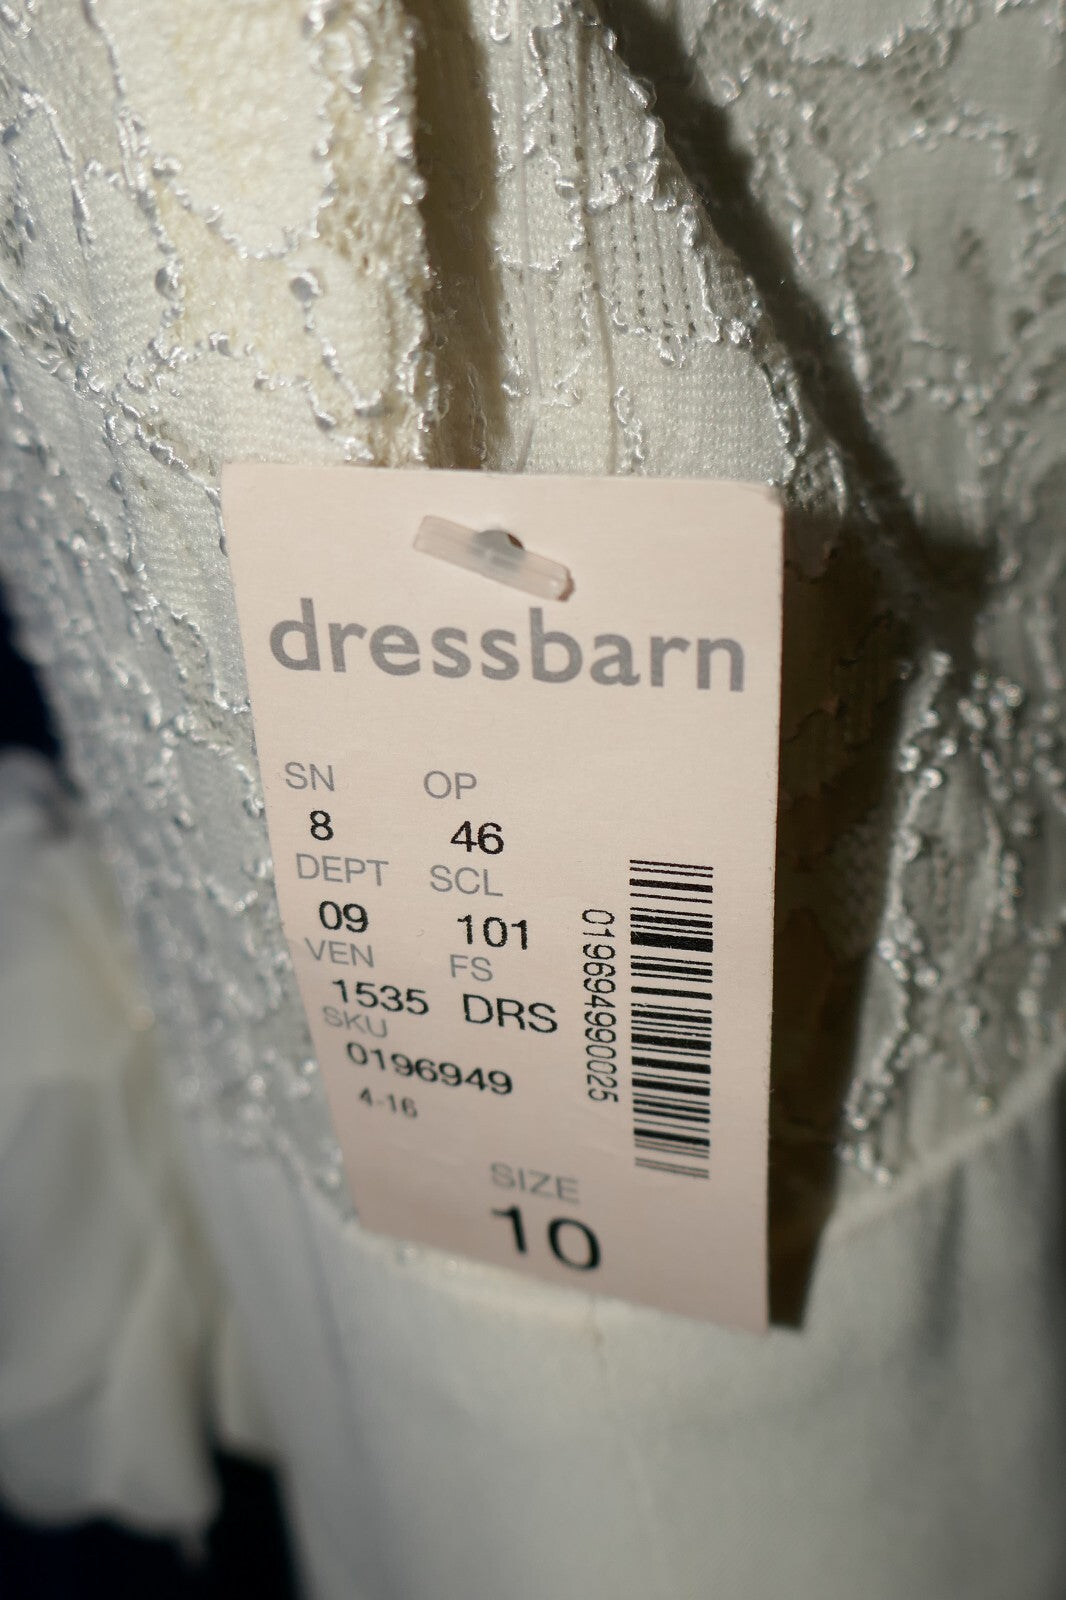 dressbarn
SN OP
8 46
DEPT SCL
09 101
VEN FS
1535 DRS
SKU
0196949
4-16
SIZE
10
019694990025